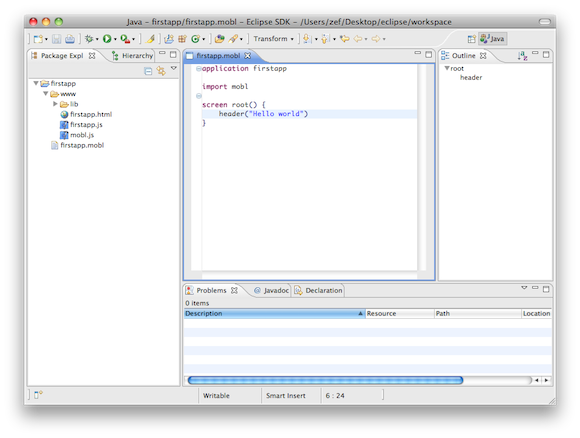 Java – firstapp/firstapp.mobl – Eclipse SDK – /Users/zef/Desktop/eclipse/workspace
Transform
Java
Package Expl
Hierarchy
firstapp
www
lib
firstapp.html
firstapp.js
mobl.js
firstapp.mobl
firstapp.mobl
application firstapp
import mobl
screen root() {
header("Hello world")
}
Outline
root
header
Problems
@ Javadoc
Declaration
0 items
Description
Resource
Path
Location
Writable
Smart Insert
6 : 24